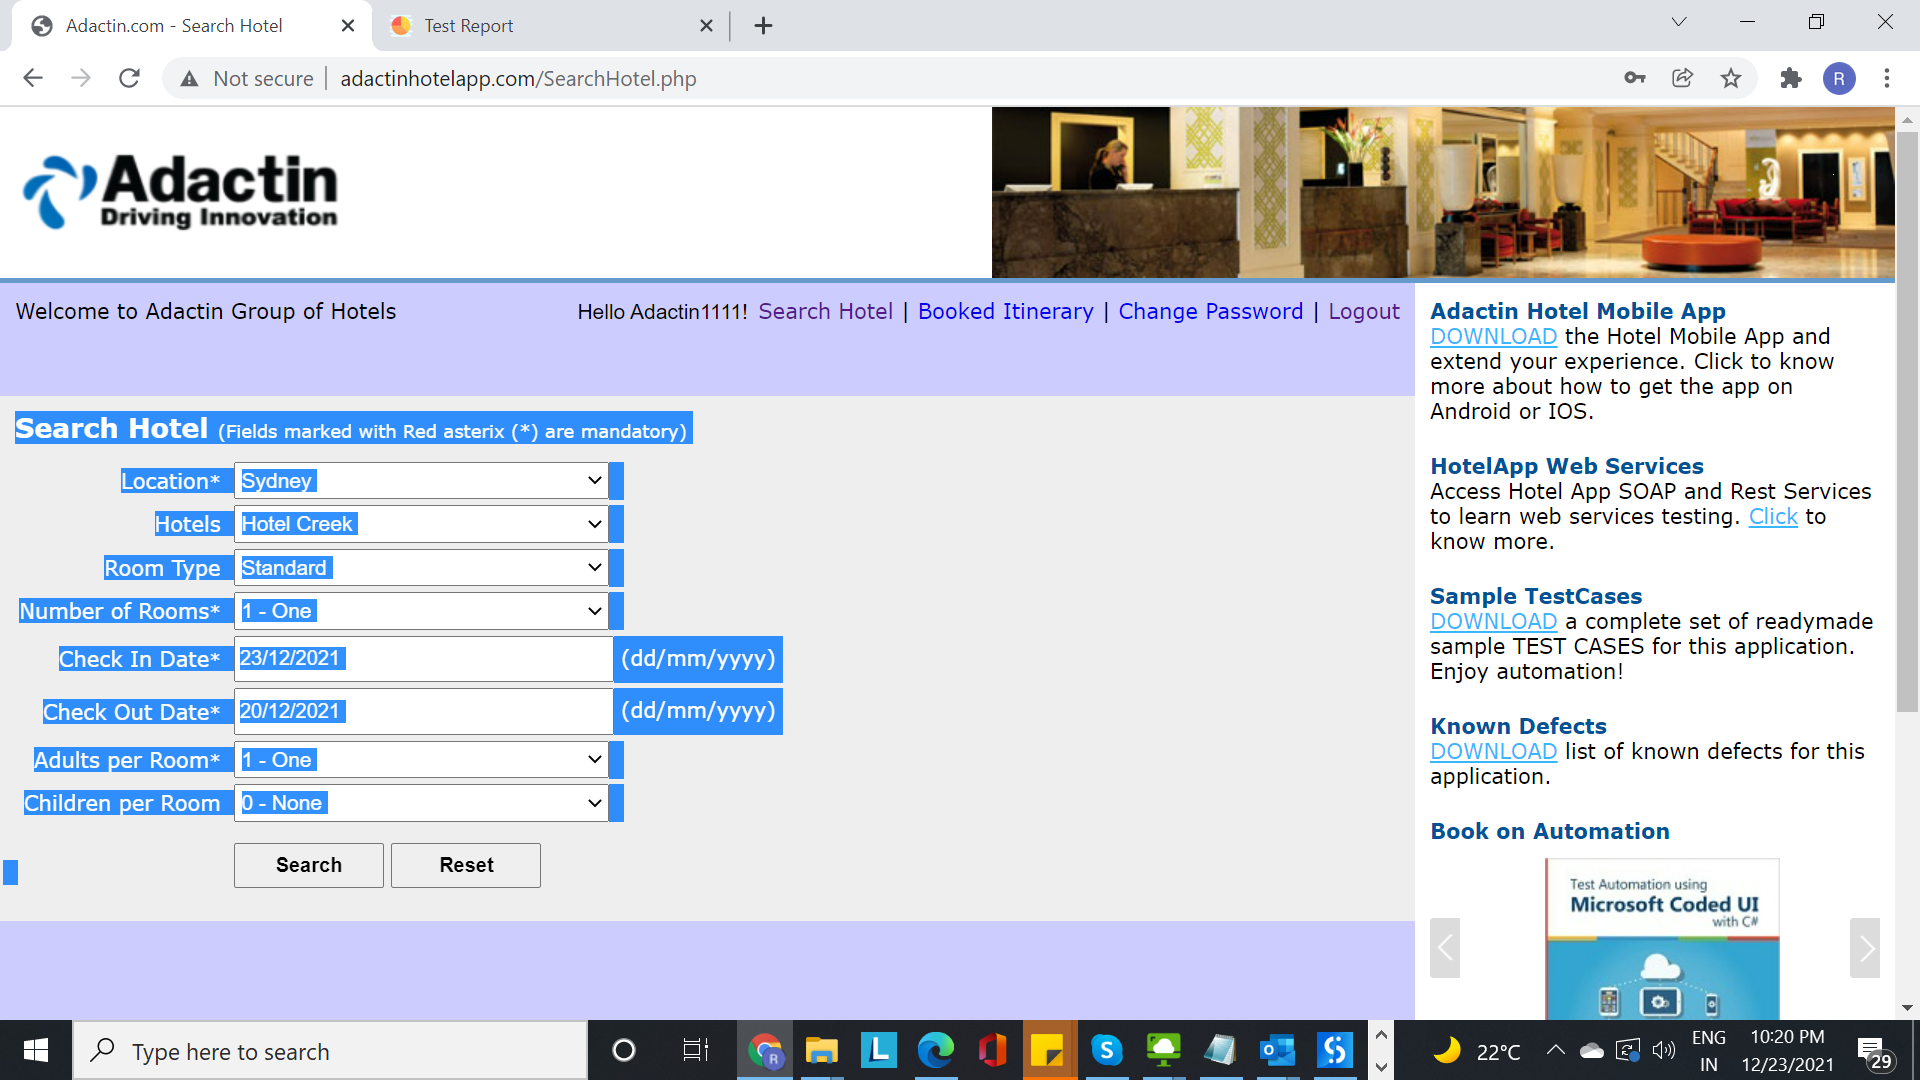 Adactin.com - Search Hotel
Test Report
Not secure
adactinhotelapp.com/SearchHotel.php
R
Adactin
Driving Innovation
Welcome to Adactin Group of Hotels
Hello Adactin1111! Search Hotel | Booked Itinerary | Change Password | Logout
Search Hotel (Fields marked with Red asterix (*) are mandatory)
Location* Sydney
Hotels Hotel Creek
Room Type Standard
Number of Rooms* 1 - One
Check In Date* 23/12/2021 (dd/mm/yyyy)
Check Out Date* 20/12/2021 (dd/mm/yyyy)
Adults per Room* 1 - One
Children per Room 0 - None
Search Reset
Adactin Hotel Mobile App
DOWNLOAD the Hotel Mobile App and
extend your experience. Click to know
more about how to get the app on
Android or IOS.
HotelApp Web Services
Access Hotel App SOAP and Rest Services
to learn web services testing. Click to
know more.
Sample TestCases
DOWNLOAD a complete set of readymade
sample TEST CASES for this application.
Enjoy automation!
Known Defects
DOWNLOAD list of known defects for this
application.
Book on Automation
Test Automation using
Microsoft Coded UI
with C#
Type here to search
R
L
S
22°C
ENG
IN
10:20 PM
12/23/2021
29